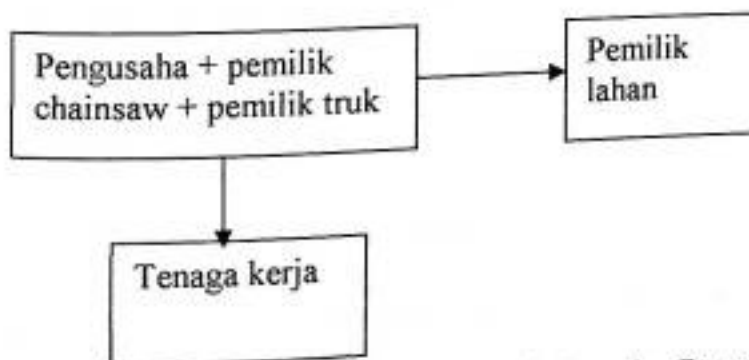 Pengusaha + pemilik
chainsaw + pemilik truk
Pemilik
lahan
Tenaga kerja